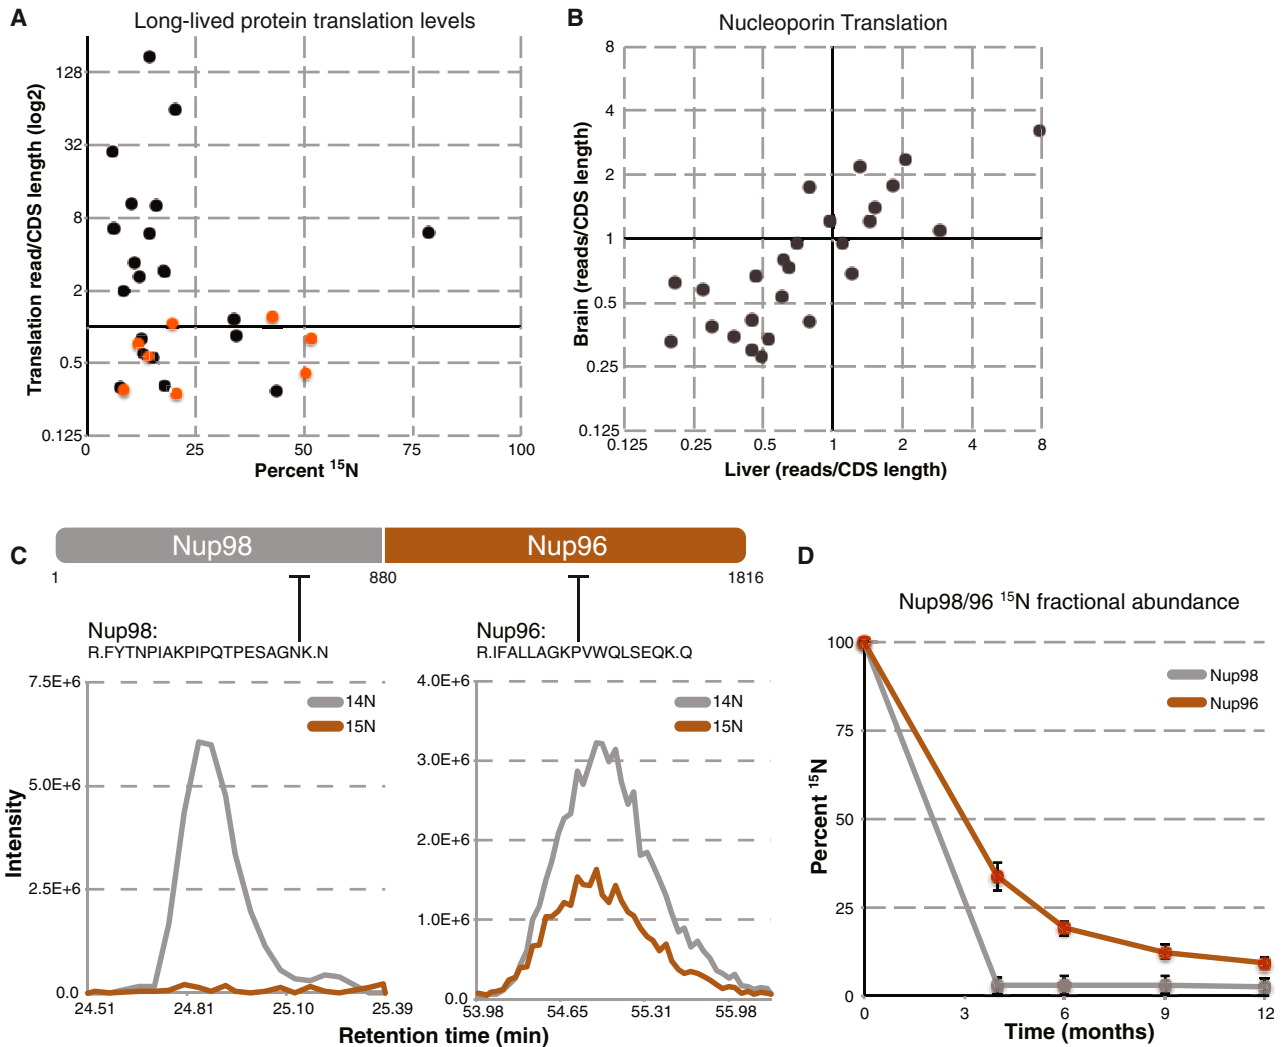 A
Long-lived protein translation levels
Translation read/CDS length (log2)
128
32
8
2
0.5
0.125
0 25 50 75 100
Percent ¹⁵N
B
Nucleoporin Translation
Brain (reads/CDS length)
8
4
2
1
0.5
0.25
0.125
0.125 0.25 0.5 1 2 4 8
Liver (reads/CDS length)
C
Nup98 Nup96
1 880 1816
Nup98:
R.FYTNPIAKPIPQTPESAGNK.N
Nup96:
R.IFALLAGKPVWQLSEQK.Q
Intensity
7.5E+6
5.0E+6
2.5E+6
0.0
14N
15N
24.51 24.81 25.10 25.39
4.0E+6
3.0E+6
2.0E+6
1.0E+6
0.0
14N
15N
53.98 54.65 55.31 55.98
Retention time (min)
D
Nup98/96 ¹⁵N fractional abundance
Percent ¹⁵N
100
75
50
25
0
Nup98
Nup96
0 3 6 9 12
Time (months)